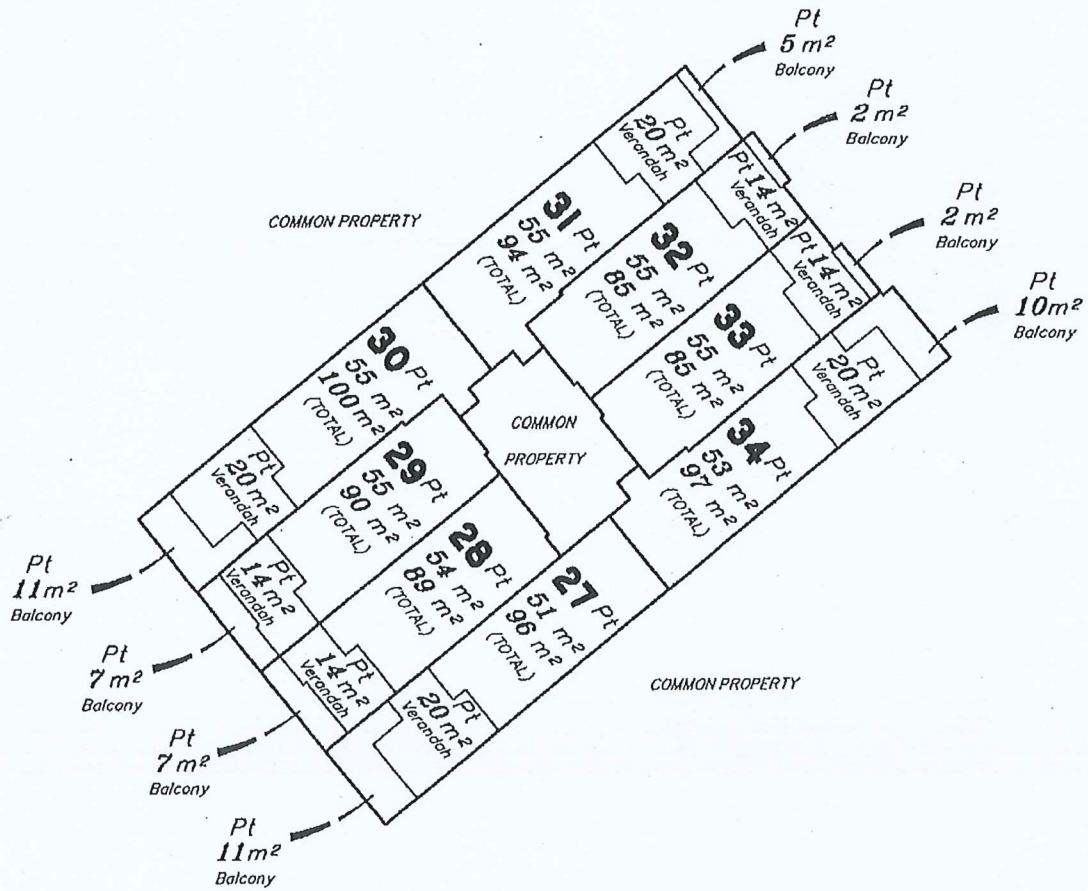 Pt
5 m²
Balcony
Pt
2 m²
Balcony
Pt
2 m²
Balcony
Pt
10m²
Balcony
Pt
20 m²
Verandah
Pt 14 m²
Verandah
Pt 14 m²
Verandah
Pt
20 m²
Verandah
COMMON PROPERTY
31 Pt
55 m²
94 m²
(TOTAL)
32 Pt
55 m²
85 m²
(TOTAL)
33 Pt
55 m²
85 m²
(TOTAL)
34 Pt
53 m²
97 m²
(TOTAL)
30 Pt
55 m²
100 m²
(TOTAL)
29 Pt
55 m²
90 m²
(TOTAL)
28 Pt
54 m²
89 m²
(TOTAL)
27 Pt
51 m²
96 m²
(TOTAL)
COMMON
PROPERTY
Pt
20 m²
Verandah
Pt
14 m²
Verandah
Pt
14 m²
Verandah
Pt
20 m²
Verandah
COMMON PROPERTY
Pt
11m²
Balcony
Pt
7 m²
Balcony
Pt
7 m²
Balcony
Pt
11m²
Balcony